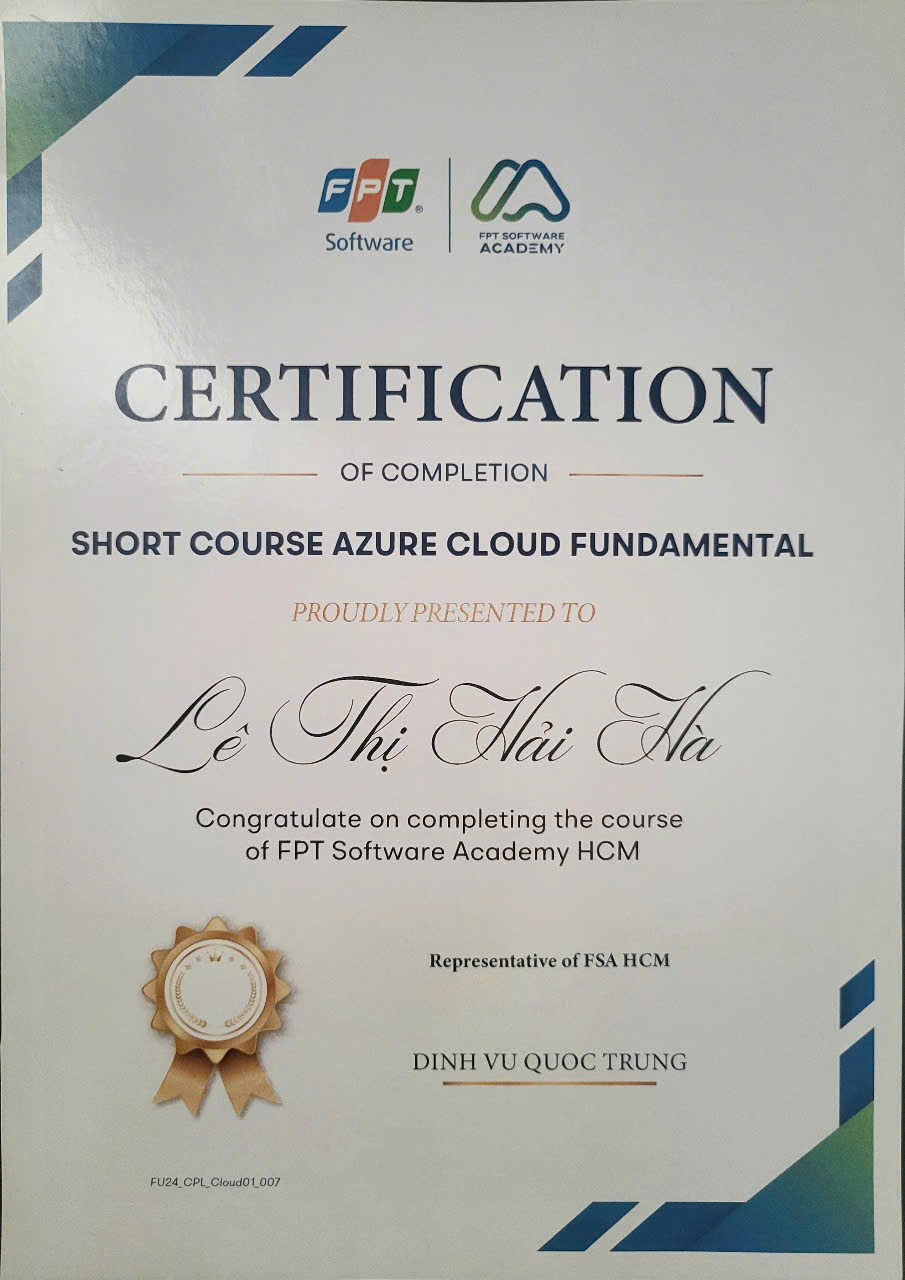 FPT®
Software
FPT SOFTWARE
ACADEMY
CERTIFICATION
OF COMPLETION
SHORT COURSE AZURE CLOUD FUNDAMENTAL
PROUDLY PRESENTED TO
Lê Thị Hải Hà
Congratulate on completing the course
of FPT Software Academy HCM
Representative of FSA HCM
DINH VU QUOC TRUNG
FU24_CPL_Cloud01_007